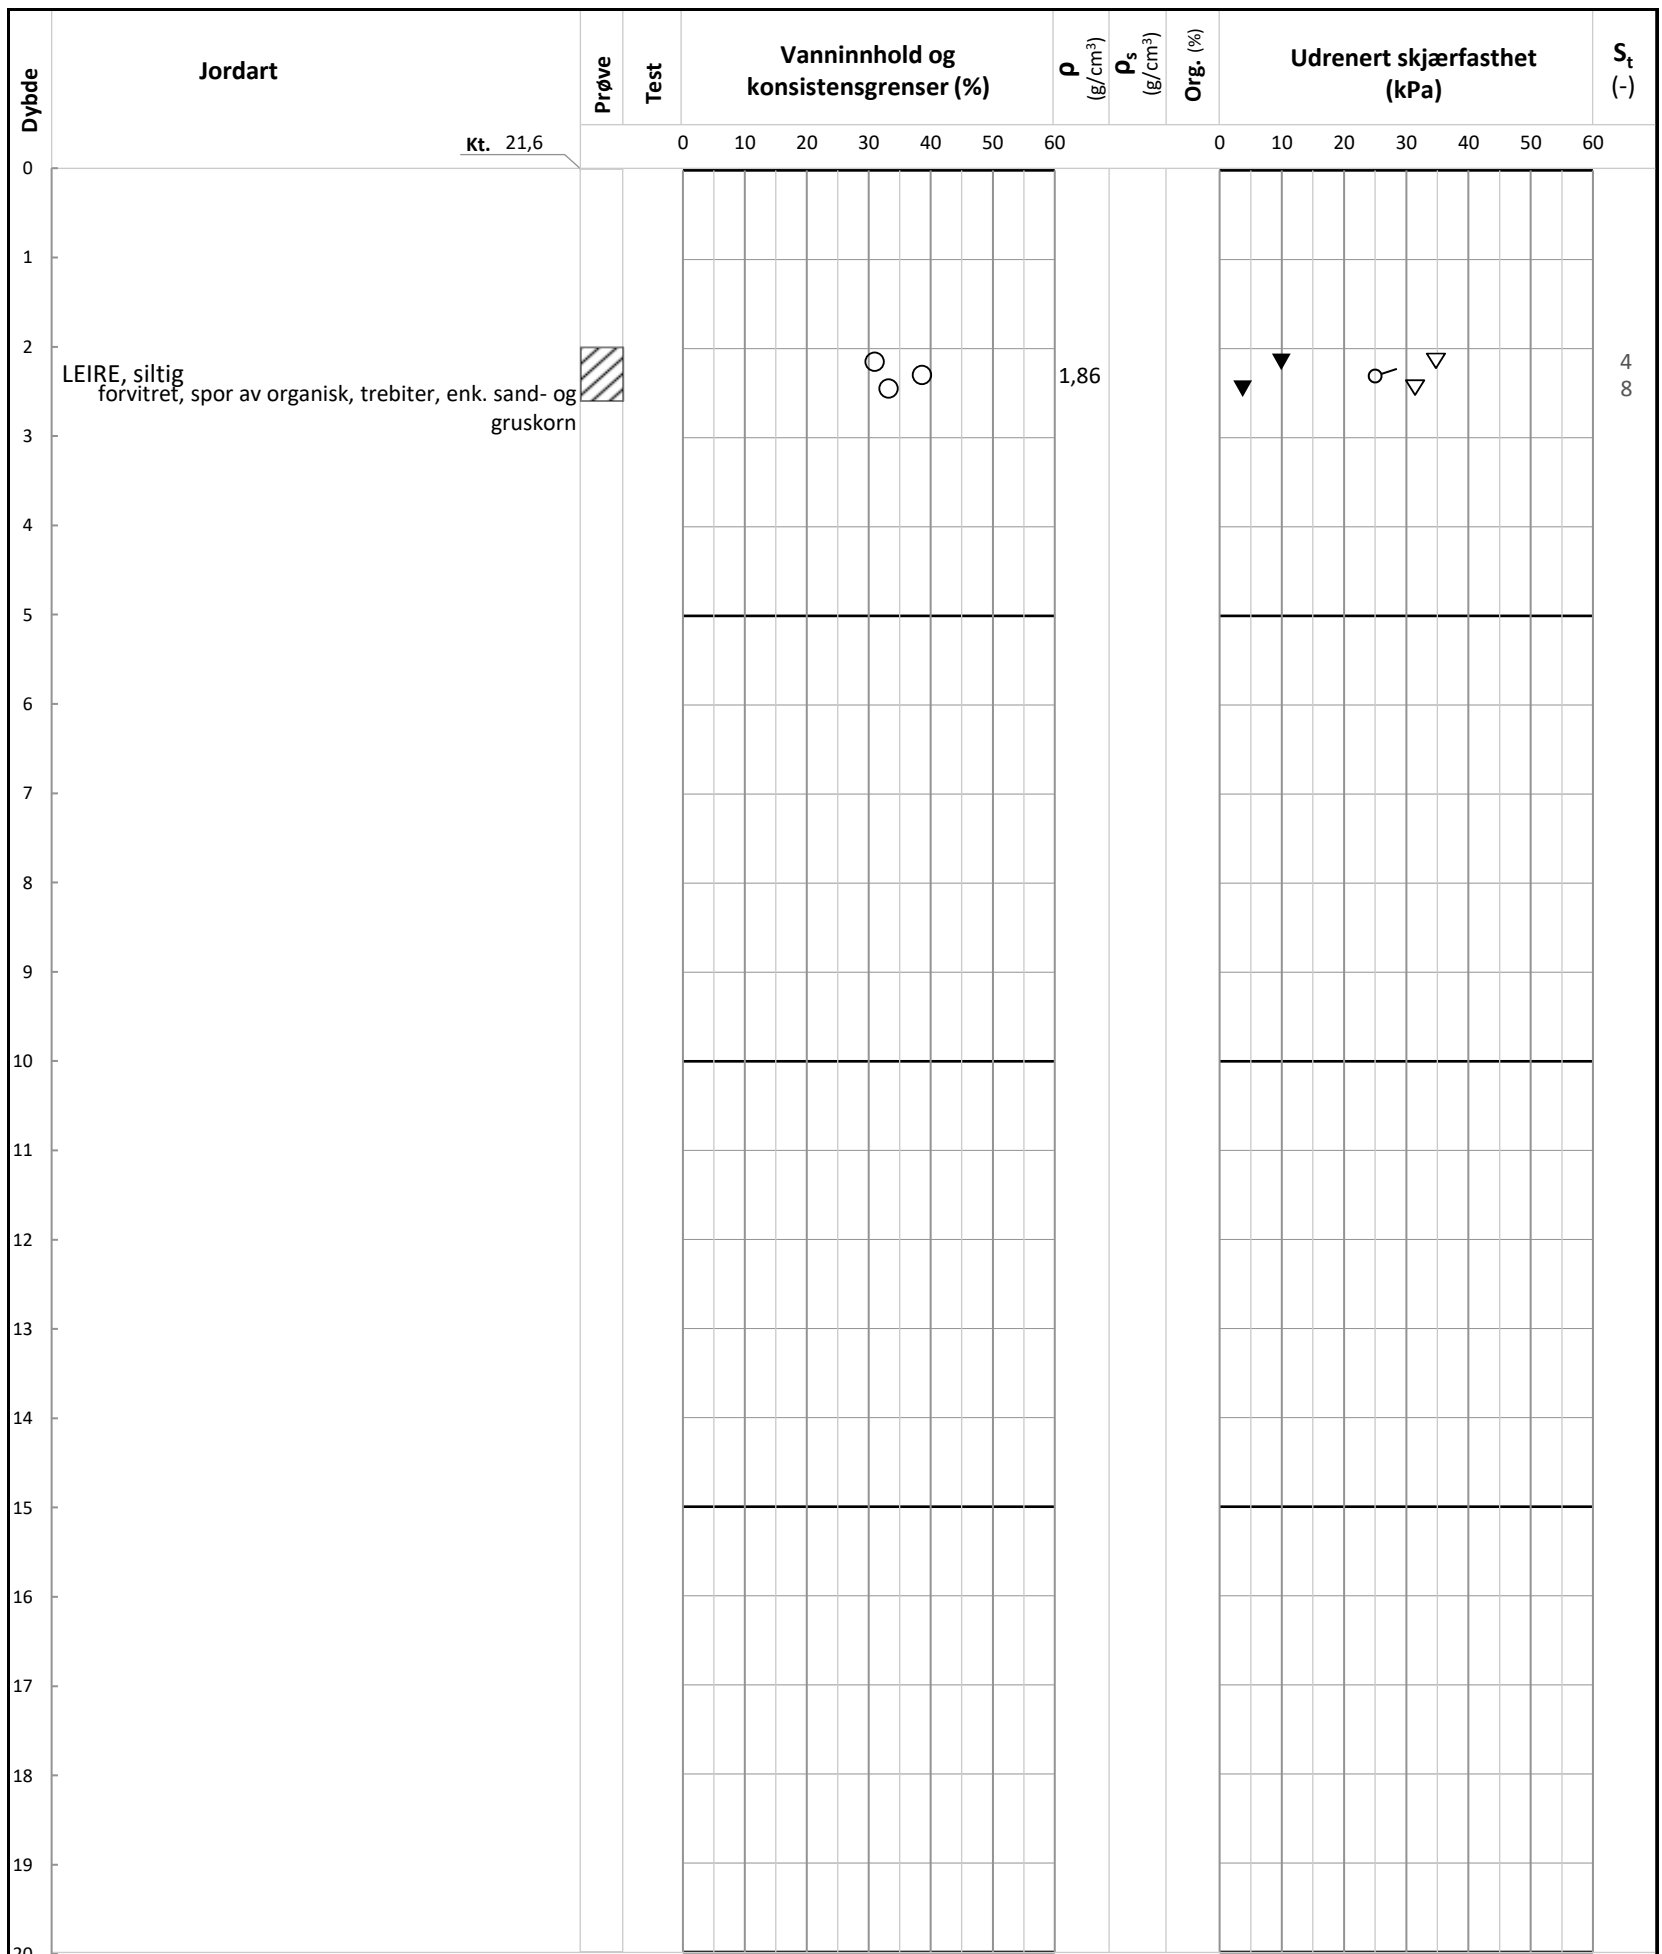 Dybde
Jordart
Kt. 21,6
Prøve
Test
Vanninnhold og
konsistensgrenser (%)
ρ
(g/cm³)
ρs
(g/cm³)
Org. (%)
Udrenert skjærfasthet
(kPa)
St
(-)
0 10 20 30 40 50 60
0 10 20 30 40 50 60
0
1
2
LEIRE, siltig
forvitret, spor av organisk, trebiter, enk. sand- og
gruskorn
1,86
4
8
3
4
5
6
7
8
9
10
11
12
13
14
15
16
17
18
19
20